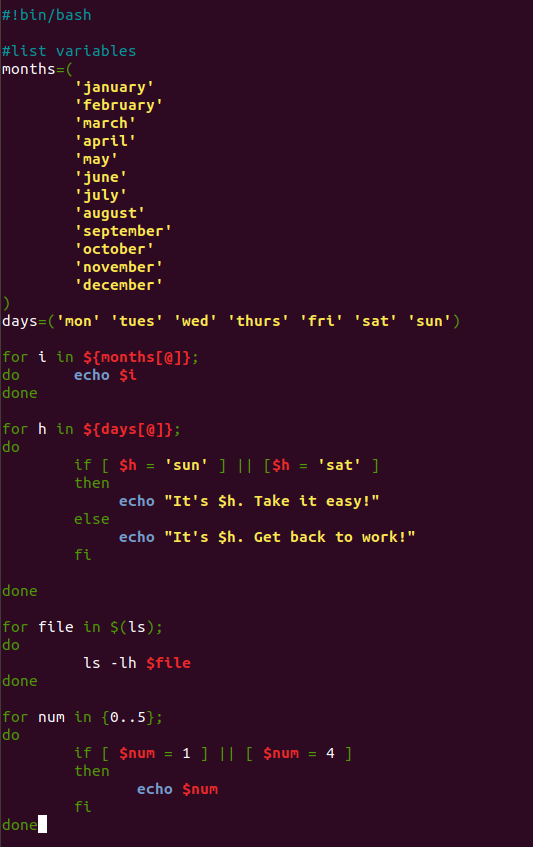 #!bin/bash

#list variables
months=(
        'january'
        'february'
        'march'
        'april'
        'may'
        'june'
        'july'
        'august'
        'september'
        'october'
        'november'
        'december'
)
days=('mon' 'tues' 'wed' 'thurs' 'fri' 'sat' 'sun')

for i in ${months[@]};
do      echo $i
done

for h in ${days[@]};
do
        if [ $h = 'sun' ] || [$h = 'sat' ]
        then
             echo "It's $h. Take it easy!"
        else
             echo "It's $h. Get back to work!"
        fi

done

for file in $(ls);
do
         ls -lh $file
done

for num in {0..5};
do
        if [ $num = 1 ] || [ $num = 4 ]
        then
               echo $num
        fi
done